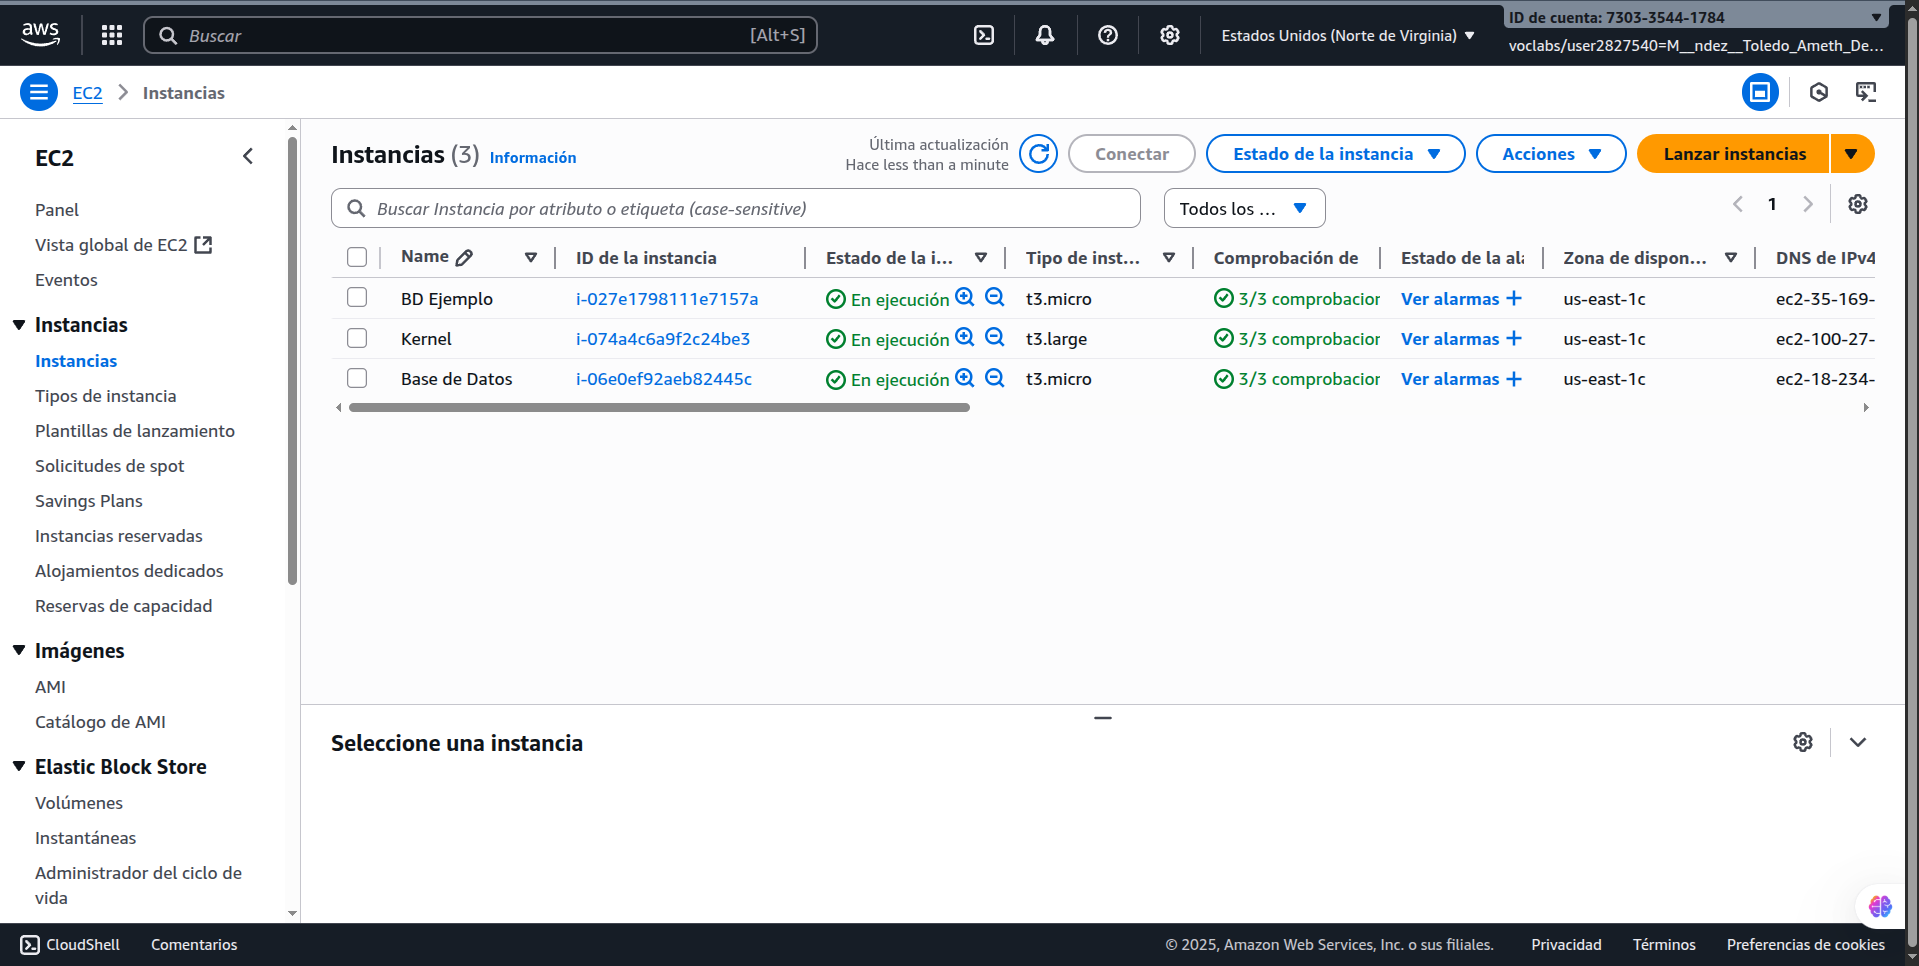 aws
Buscar [Alt+S]
Estados Unidos (Norte de Virginia)
ID de cuenta: 7303-3544-1784
voclabs/user2827540=M__ndez__Toledo_Ameth_De...
EC2 > Instancias
EC2
Panel
Vista global de EC2
Eventos
Instancias
Instancias
Tipos de instancia
Plantillas de lanzamiento
Solicitudes de spot
Savings Plans
Instancias reservadas
Alojamientos dedicados
Reservas de capacidad
Imágenes
AMI
Catálogo de AMI
Elastic Block Store
Volúmenes
Instantáneas
Administrador del ciclo de
vida
Instancias (3) Información
Última actualización
Hace less than a minute
Conectar
Estado de la instancia
Acciones
Lanzar instancias
Buscar Instancia por atributo o etiqueta (case-sensitive)
Todos los ...
1
Name ID de la instancia Estado de la i... Tipo de inst... Comprobación de Estado de la ala Zona de dispon... DNS de IPv4
BD Ejemplo i-027e1798111e7157a En ejecución t3.micro 3/3 comprobacior Ver alarmas + us-east-1c ec2-35-169-
Kernel i-074a4c6a9f2c24be3 En ejecución t3.large 3/3 comprobacior Ver alarmas + us-east-1c ec2-100-27-
Base de Datos i-06e0ef92aeb82445c En ejecución t3.micro 3/3 comprobacior Ver alarmas + us-east-1c ec2-18-234-
Seleccione una instancia
CloudShell Comentarios
© 2025, Amazon Web Services, Inc. o sus filiales. Privacidad Términos Preferencias de cookies